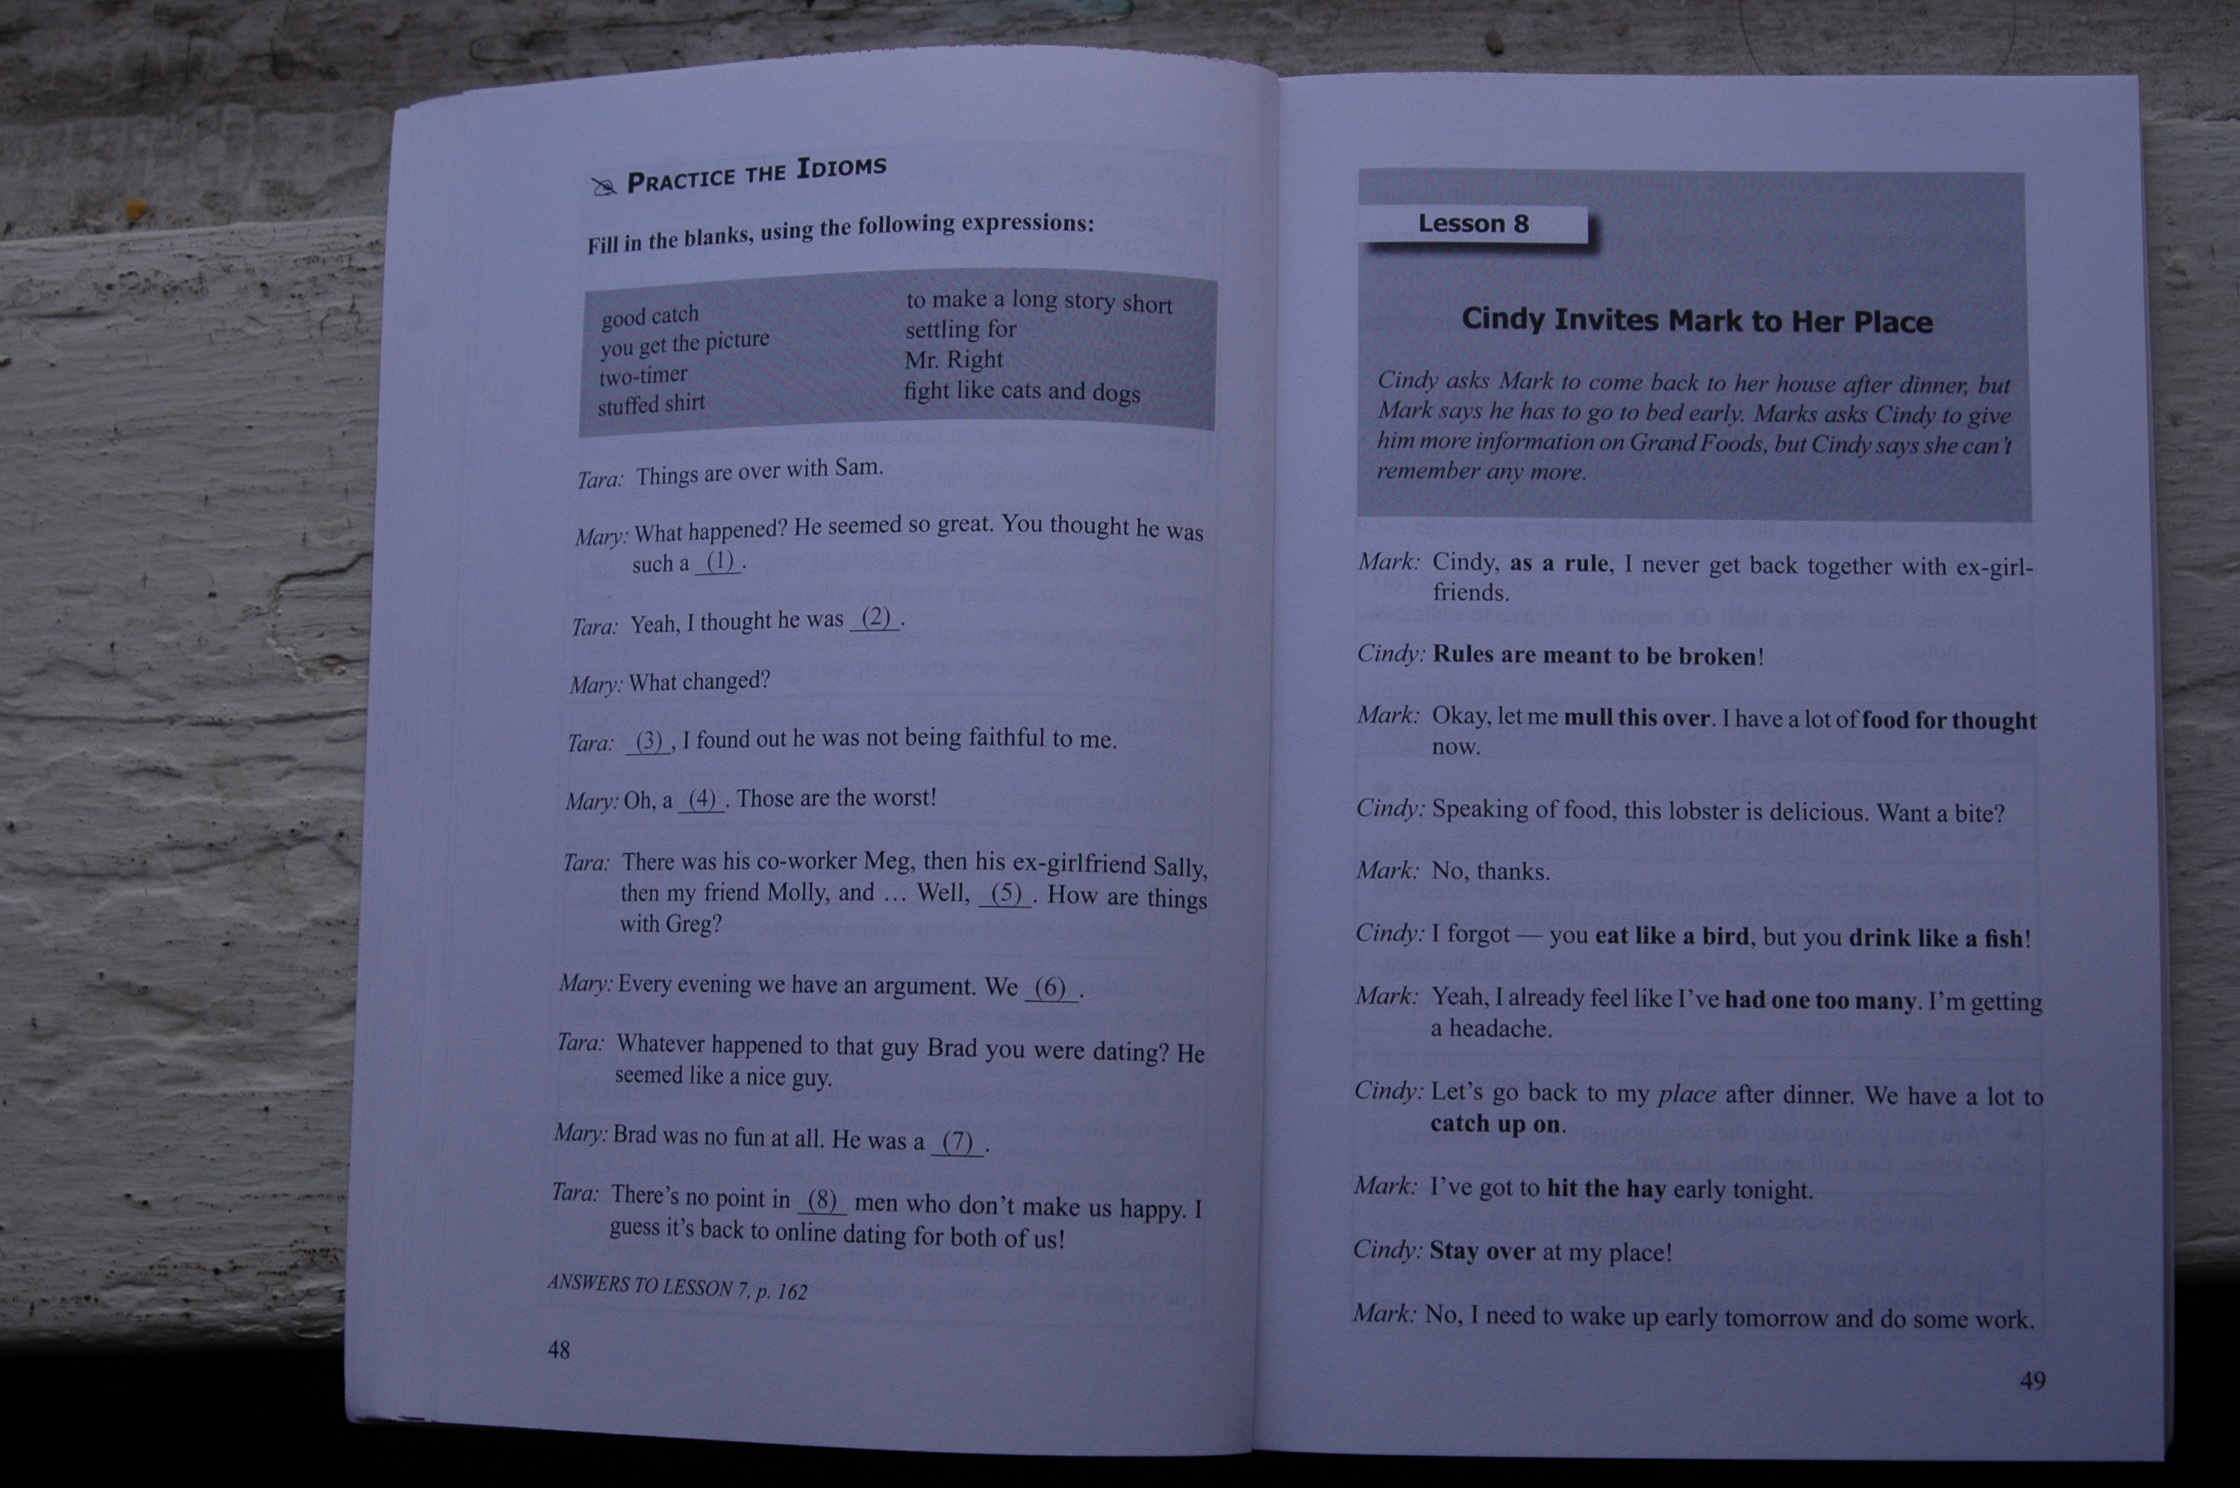 PRACTICE THE IDIOMS
Fill in the blanks, using the following expressions:
good catch
you get the picture
two-timer
stuffed shirt
to make a long story short
settling for
Mr. Right
fight like cats and dogs
Tara: Things are over with Sam.
Mary: What happened? He seemed so great. You thought he was
such a (1).
Tara: Yeah, I thought he was (2).
Mary: What changed?
Tara: (3), I found out he was not being faithful to me.
Mary: Oh, a (4). Those are the worst!
Tara: There was his co-worker Meg, then his ex-girlfriend Sally,
then my friend Molly, and … Well, (5). How are things
with Greg?
Mary: Every evening we have an argument. We (6).
Tara: Whatever happened to that guy Brad you were dating? He
seemed like a nice guy.
Mary: Brad was no fun at all. He was a (7).
Tara: There's no point in (8) men who don't make us happy. I
guess it's back to online dating for both of us!
ANSWERS TO LESSON 7, p. 162
48
Lesson 8
Cindy Invites Mark to Her Place
Cindy asks Mark to come back to her house after dinner, but
Mark says he has to go to bed early. Marks asks Cindy to give
him more information on Grand Foods, but Cindy says she can't
remember any more.
Mark: Cindy, as a rule, I never get back together with ex-girl-
friends.
Cindy: Rules are meant to be broken!
Mark: Okay, let me mull this over. I have a lot of food for thought
now.
Cindy: Speaking of food, this lobster is delicious. Want a bite?
Mark: No, thanks.
Cindy: I forgot — you eat like a bird, but you drink like a fish!
Mark: Yeah, I already feel like I've had one too many. I'm getting
a headache.
Cindy: Let's go back to my place after dinner. We have a lot to
catch up on.
Mark: I've got to hit the hay early tonight.
Cindy: Stay over at my place!
Mark: No, I need to wake up early tomorrow and do some work.
49